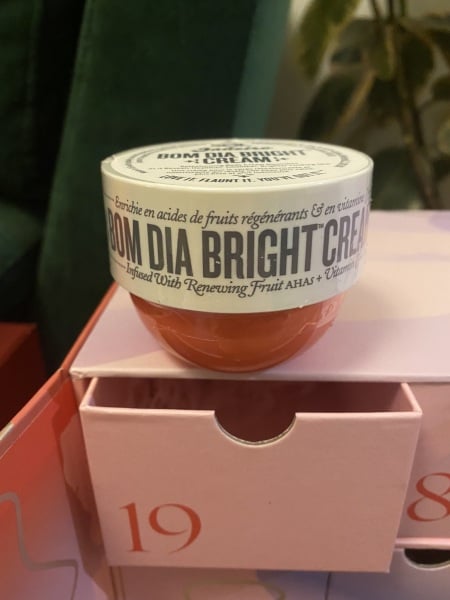 BOM DIA BRIGHT
CREAM
Enrichie en acides de fruits régénérants & en vitamine
BOM DIA BRIGHT™ CREA
Infused With Renewing Fruit AHAs + Vitamin
19
8